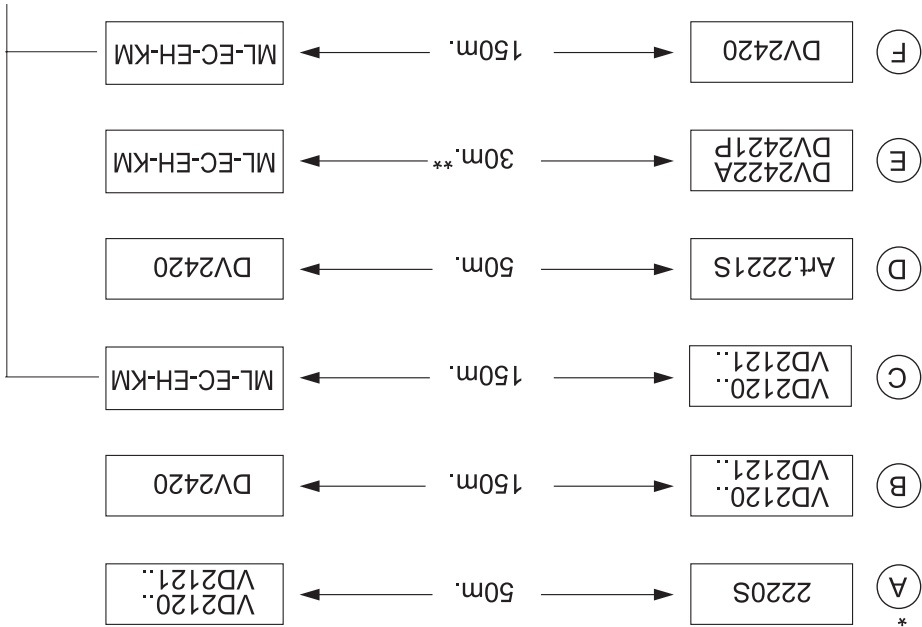 *
A 2220S 50m. VD2120..
VD2121..
B VD2120..
VD2121.. 150m. DV2420
C VD2120..
VD2121.. 150m. ML-EC-EH-KM
D Art.2221S 50m. DV2420
E DV2422A
DV2421P 30m.** ML-EC-EH-KM
F DV2420 150m. ML-EC-EH-KM